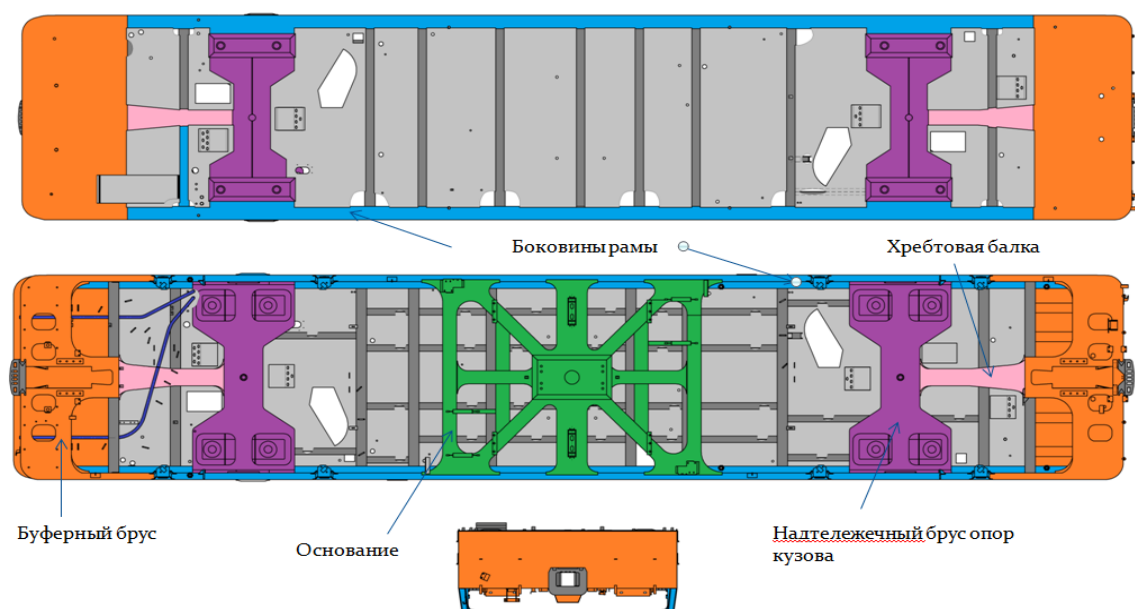 Боковины рамы
Хребтовая балка
Буферный брус
Основание
Надтележечный брус опор
кузова